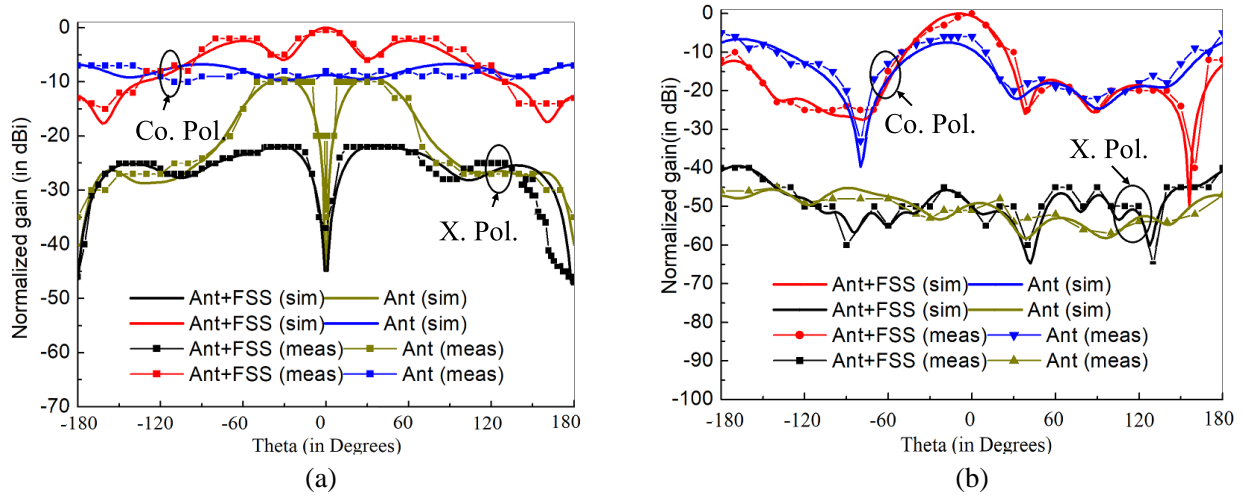 Normalized gain (in dBi)
0
-10
-20
-30
-40
-50
-60
-70
Co. Pol.
X. Pol.
Ant+FSS (sim) Ant (sim)
Ant+FSS (sim) Ant (sim)
Ant+FSS (meas) Ant (meas)
Ant+FSS (meas) Ant (meas)
-180 -120 -60 0 60 120 180
Theta (in Degrees)
(a)
Normalized gain(in dBi)
0
-10
-20
-30
-40
-50
-60
-70
-80
-90
-100
Co. Pol.
X. Pol.
Ant+FSS (sim) Ant (sim)
Ant+FSS (sim) Ant (sim)
Ant+FSS (meas) Ant (meas)
Ant+FSS (meas) Ant (meas)
-180 -120 -60 0 60 120 180
Theta (in Degrees)
(b)